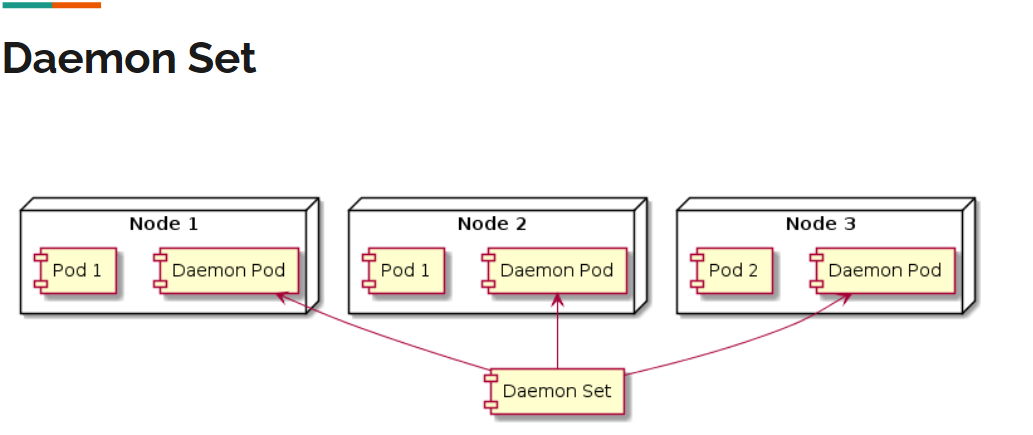 Daemon Set
Node 1
Node 2
Node 3
Pod 1
Daemon Pod
Pod 1
Daemon Pod
Pod 2
Daemon Pod
Daemon Set